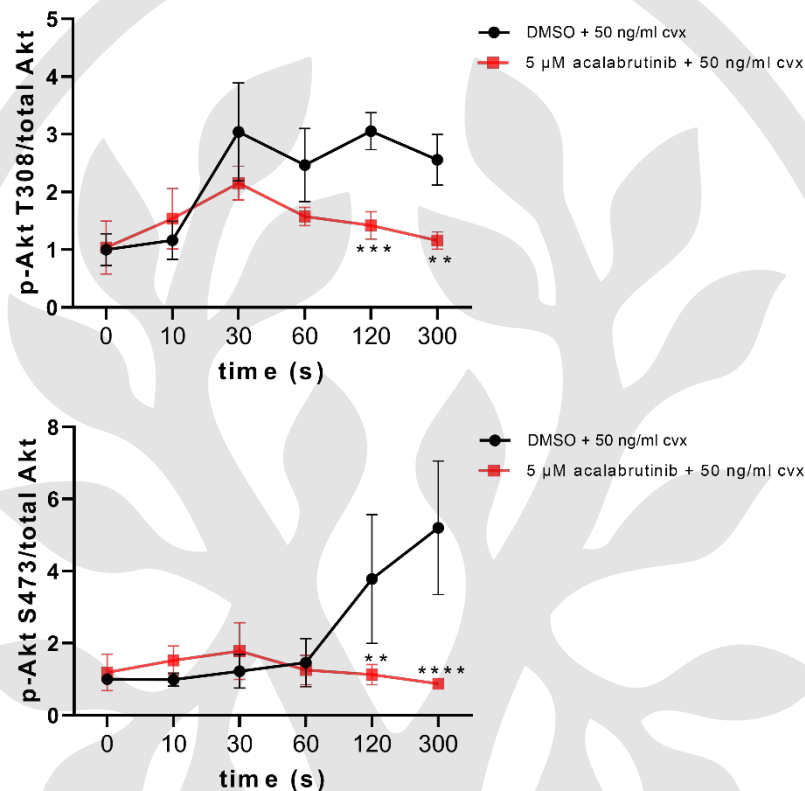 5
DMSO + 50 ng/ml cvx
5 µM acalabrutinib + 50 ng/ml cvx
4
3
2
1
*** **
0
p-Akt T308/total Akt
0 10 30 60 120 300
time (s)
8
DMSO + 50 ng/ml cvx
5 µM acalabrutinib + 50 ng/ml cvx
6
4
2
** ****
0
p-Akt S473/total Akt
0 10 30 60 120 300
time (s)